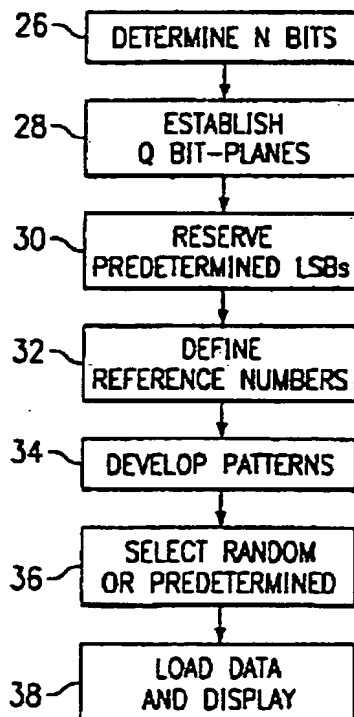 26
DETERMINE N BITS
28
ESTABLISH
Q BIT-PLANES
30
RESERVE
PREDETERMINED LSBs
32
DEFINE
REFERENCE NUMBERS
34
DEVELOP PATTERNS
36
SELECT RANDOM
OR PREDETERMINED
38
LOAD DATA
AND DISPLAY